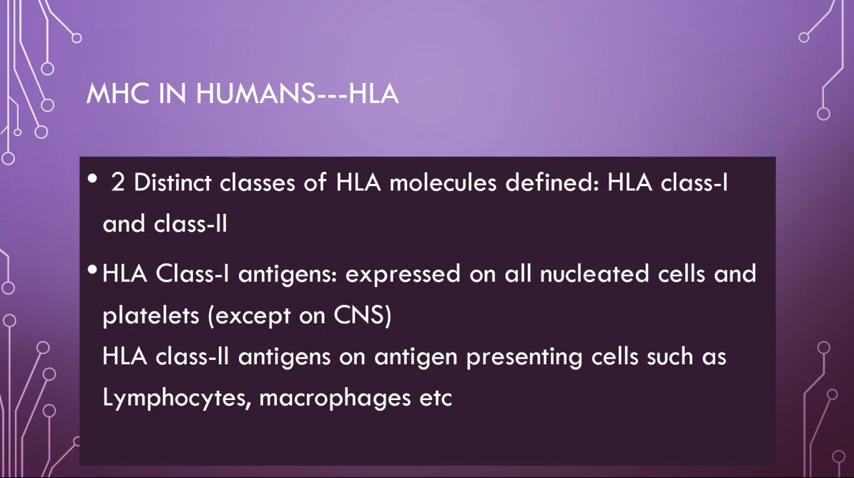 MHC IN HUMANS---HLA
• 2 Distinct classes of HLA molecules defined: HLA class-I
and class-II
• HLA Class-I antigens: expressed on all nucleated cells and
platelets (except on CNS)
HLA class-II antigens on antigen presenting cells such as
Lymphocytes, macrophages etc